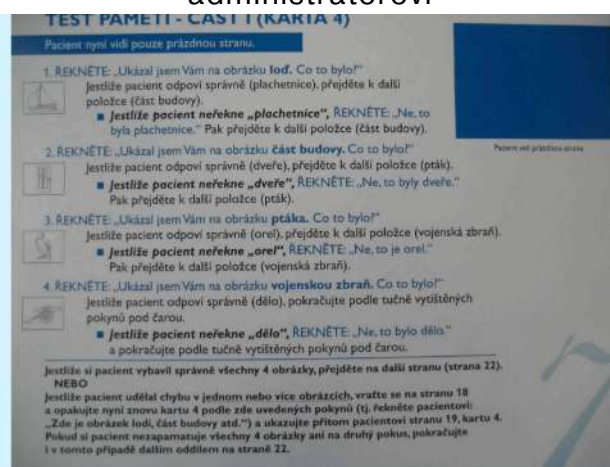 administrátorovi
TEST PAMĚTI - ČÁST I (KARTA 4)
Pacient nyní vidí pouze prázdnou stranu.
1. ŘEKNĚTE: „Ukázal jsem Vám na obrázku loď. Co to bylo?"
Jestliže pacient odpoví správně (plachetnice), přejděte k další
položce (část budovy).
■ Jestliže pacient neřekne „plachetnice", ŘEKNĚTE: „Ne, to
byla plachetnice." Pak přejděte k další položce (část budovy).
Pacient vidí prázdnou stranu
2. ŘEKNĚTE: „Ukázal jsem Vám na obrázku část budovy. Co to bylo?"
Jestliže pacient odpoví správně (dveře), přejděte k další položce (pták).
■ Jestliže pacient neřekne „dveře", ŘEKNĚTE: „Ne, to byly dveře."
Pak přejděte k další položce (pták).
3. ŘEKNĚTE: „Ukázal jsem Vám na obrázku ptáka. Co to bylo?"
Jestliže pacient odpoví správně (orel), přejděte k další položce (vojenská zbraň).
■ Jestliže pacient neřekne „orel", ŘEKNĚTE: „Ne, to je orel."
Pak přejděte k další položce (vojenská zbraň).
4. ŘEKNĚTE: „Ukázal jsem Vám na obrázku vojenskou zbraň. Co to bylo?"
Jestliže pacient odpoví správně (dělo), pokračujte podle tučně vytištěných
pokynů pod čarou.
■ Jestliže pacient neřekne „dělo", ŘEKNĚTE: „Ne, to bylo dělo."
a pokračujte podle tučně vytištěných pokynů pod čarou.
Jestliže si pacient vybavil správně všechny 4 obrázky, přejděte na další stranu (strana 22).
NEBO
Jestliže pacient udělal chybu v jednom nebo více obrázcích, vraťte se na stranu 18
a opakujte nyní znovu kartu 4 podle zde uvedených pokynů (tj. řekněte pacientovi:
„Zde je obrázek lodi, část budovy atd.") a ukazujte přitom pacientovi stranu 19, kartu 4.
Pokud si pacient nezapamatuje všechny 4 obrázky ani na druhý pokus, pokračujte
i v tomto případě dalším oddílem na straně 22.
7